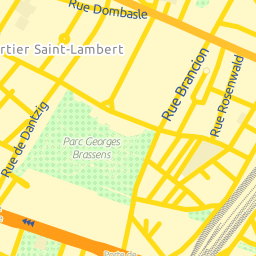 Rue Dombasle
rtier Saint-Lambert
Rue Brancion
Rue Rosenwald
Rue de Dantzig
Parc Georges
Brassens